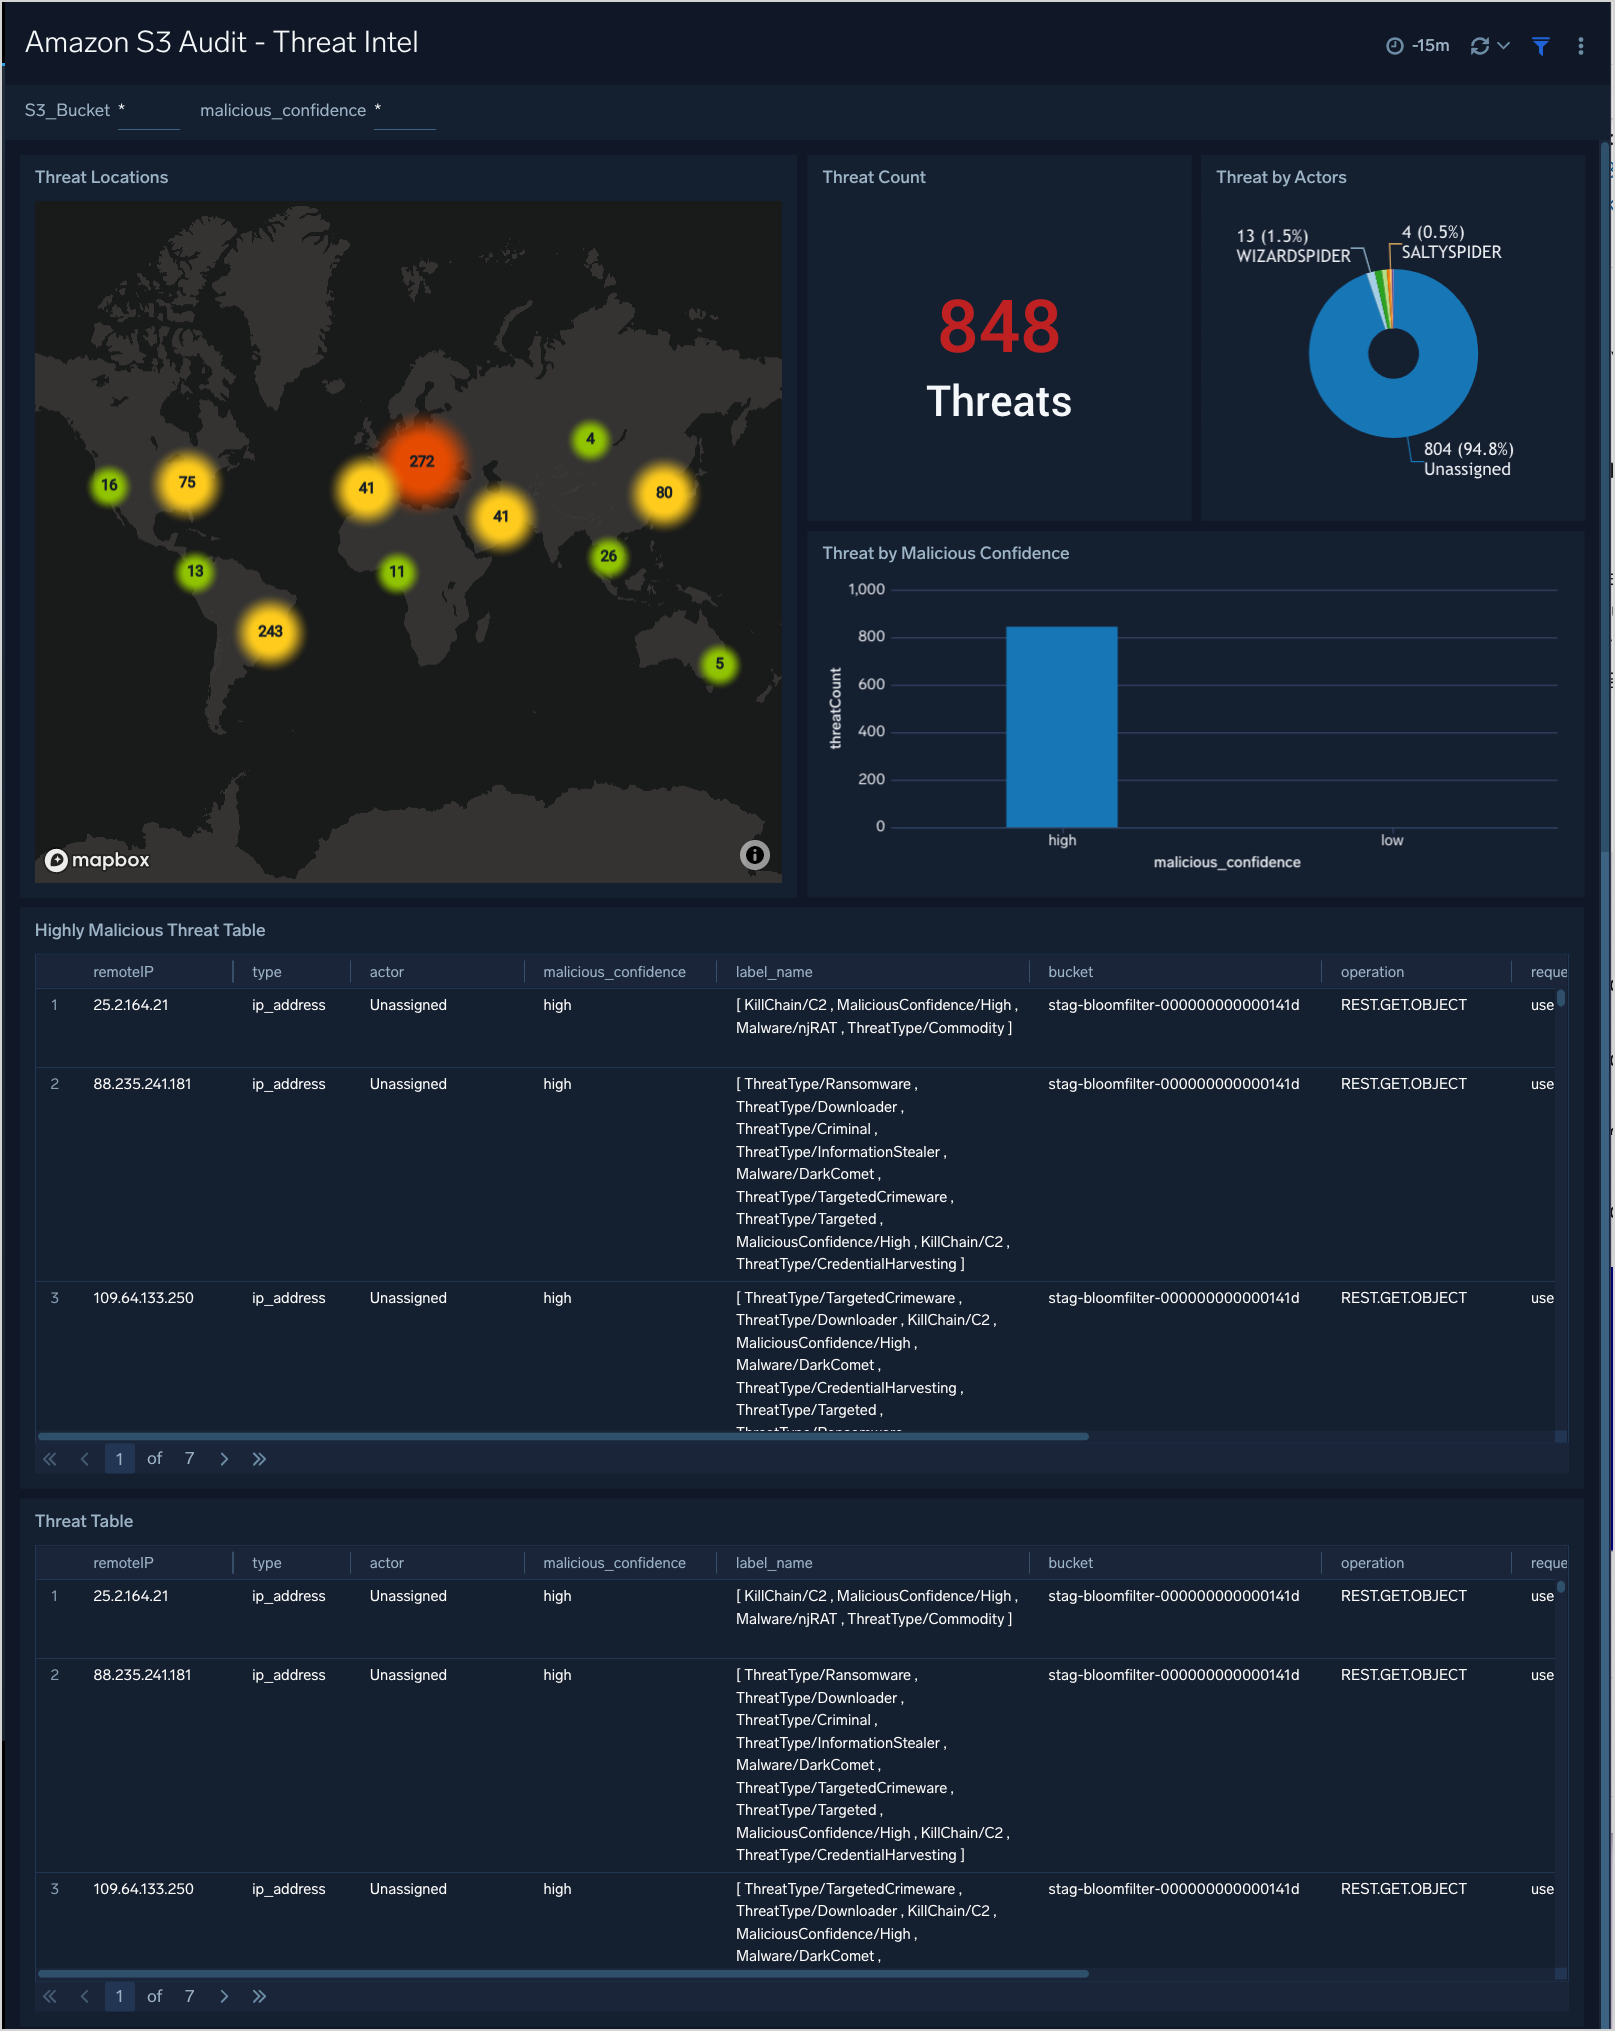 Amazon S3 Audit - Threat Intel
-15m
S3_Bucket *
malicious_confidence *
Threat Locations
272
4
16
75
41
80
41
26
13
11
243
5
mapbox
Threat Count
848
Threats
Threat by Actors
13 (1.5%)
WIZARDSPIDER
4 (0.5%)
SALTYSPIDER
804 (94.8%)
Unassigned
Threat by Malicious Confidence
1,000
800
600
400
200
0
threatCount
high
low
malicious_confidence
Highly Malicious Threat Table
remoteIP type actor malicious_confidence label_name bucket operation reque
1 25.2.164.21 ip_address Unassigned high [ KillChain/C2 , MaliciousConfidence/High , stag-bloomfilter-000000000000141d REST.GET.OBJECT use
Malware/njRAT , ThreatType/Commodity ]
2 88.235.241.181 ip_address Unassigned high [ ThreatType/Ransomware , stag-bloomfilter-000000000000141d REST.GET.OBJECT use
ThreatType/Downloader ,
ThreatType/Criminal ,
ThreatType/InformationStealer ,
Malware/DarkComet ,
ThreatType/TargetedCrimeware ,
ThreatType/Targeted ,
MaliciousConfidence/High , KillChain/C2 ,
ThreatType/CredentialHarvesting ]
3 109.64.133.250 ip_address Unassigned high [ ThreatType/TargetedCrimeware , stag-bloomfilter-000000000000141d REST.GET.OBJECT use
ThreatType/Downloader , KillChain/C2 ,
MaliciousConfidence/High ,
Malware/DarkComet ,
ThreatType/CredentialHarvesting ,
ThreatType/Targeted ,
ThreatType/Ransomware
1 of 7
Threat Table
remoteIP type actor malicious_confidence label_name bucket operation reque
1 25.2.164.21 ip_address Unassigned high [ KillChain/C2 , MaliciousConfidence/High , stag-bloomfilter-000000000000141d REST.GET.OBJECT use
Malware/njRAT , ThreatType/Commodity ]
2 88.235.241.181 ip_address Unassigned high [ ThreatType/Ransomware , stag-bloomfilter-000000000000141d REST.GET.OBJECT use
ThreatType/Downloader ,
ThreatType/Criminal ,
ThreatType/InformationStealer ,
Malware/DarkComet ,
ThreatType/TargetedCrimeware ,
ThreatType/Targeted ,
MaliciousConfidence/High , KillChain/C2 ,
ThreatType/CredentialHarvesting ]
3 109.64.133.250 ip_address Unassigned high [ ThreatType/TargetedCrimeware , stag-bloomfilter-000000000000141d REST.GET.OBJECT use
ThreatType/Downloader , KillChain/C2 ,
MaliciousConfidence/High ,
Malware/DarkComet ,
1 of 7